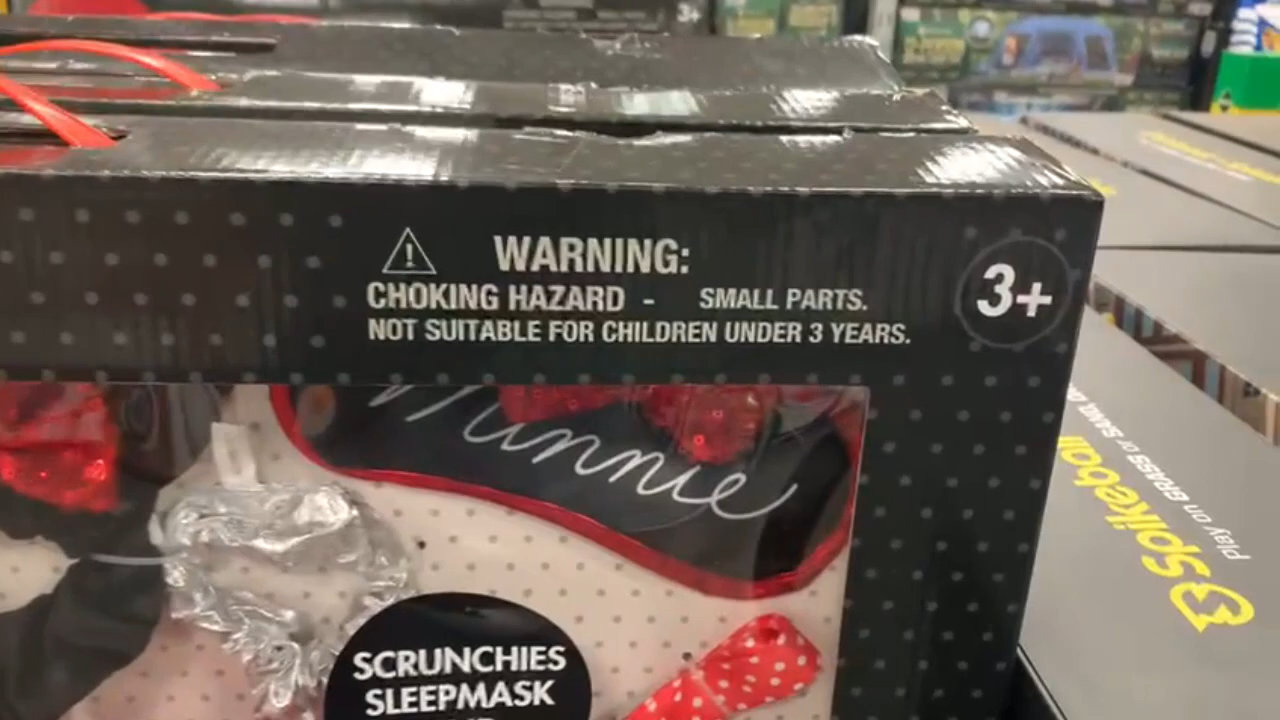 3+
WARNING:
CHOKING HAZARD - SMALL PARTS.
NOT SUITABLE FOR CHILDREN UNDER 3 YEARS.
3+
Minnie
SCRUNCHIES
SLEEPMASK
Spikeball
play on GRASS or SAND,